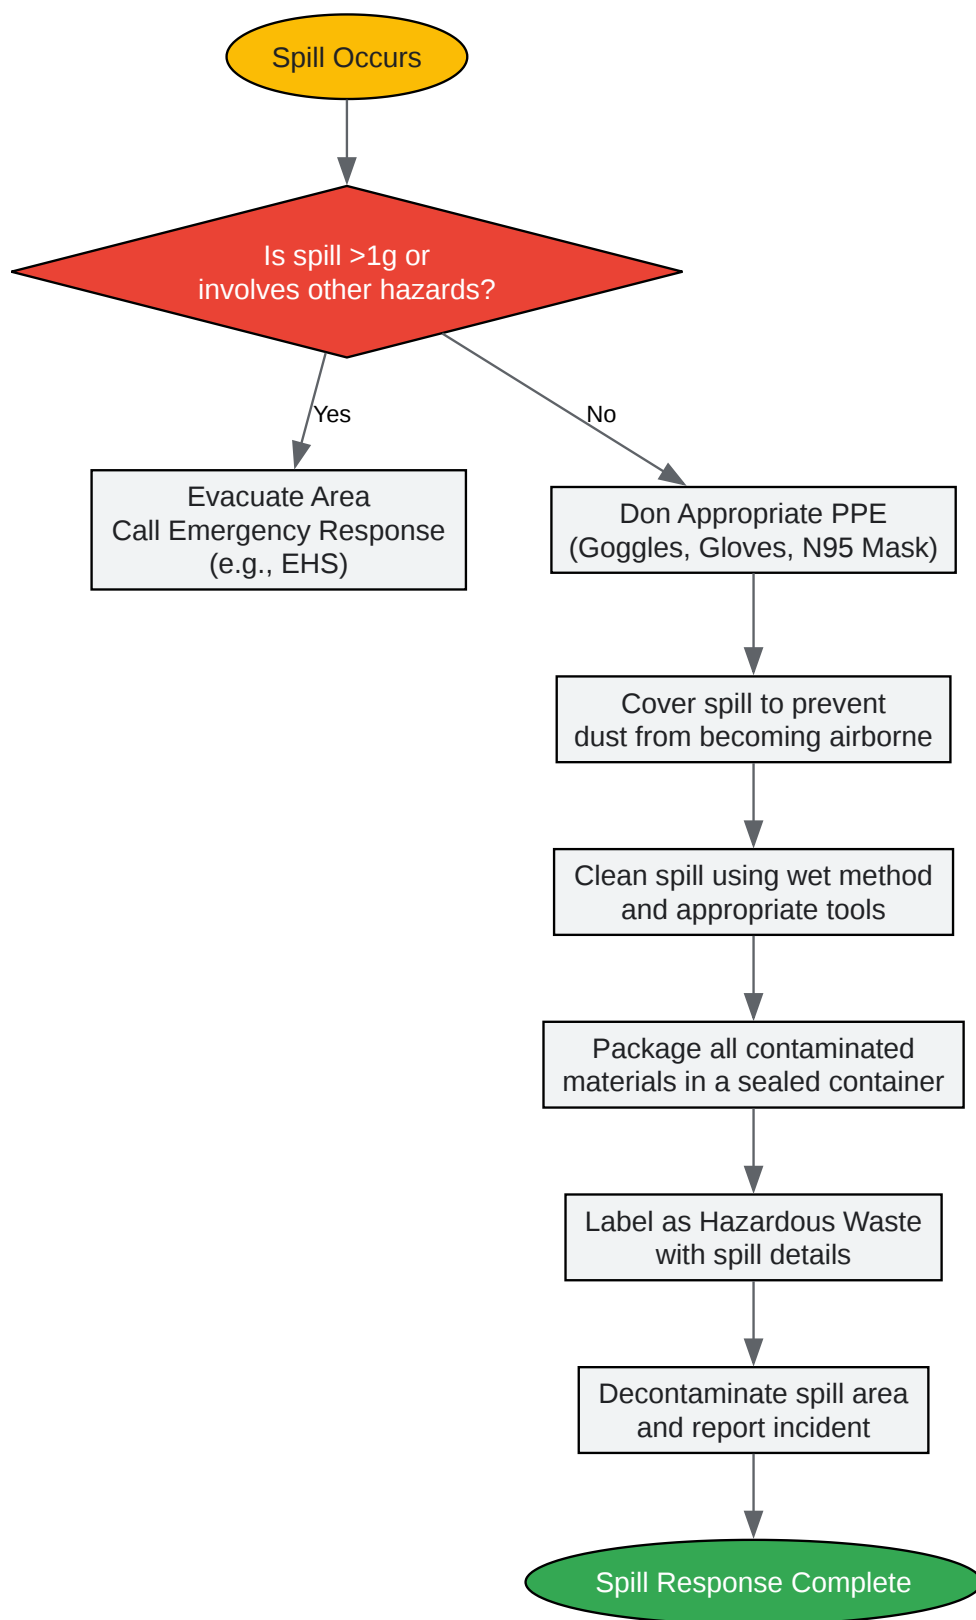 Spill Occurs
Is spill >1g or
involves other hazards?
Yes
No
Evacuate Area
Call Emergency Response
(e.g., EHS)
Don Appropriate PPE
(Goggles, Gloves, N95 Mask)
Cover spill to prevent
dust from becoming airborne
Clean spill using wet method
and appropriate tools
Package all contaminated
materials in a sealed container
Label as Hazardous Waste
with spill details
Decontaminate spill area
and report incident
Spill Response Complete